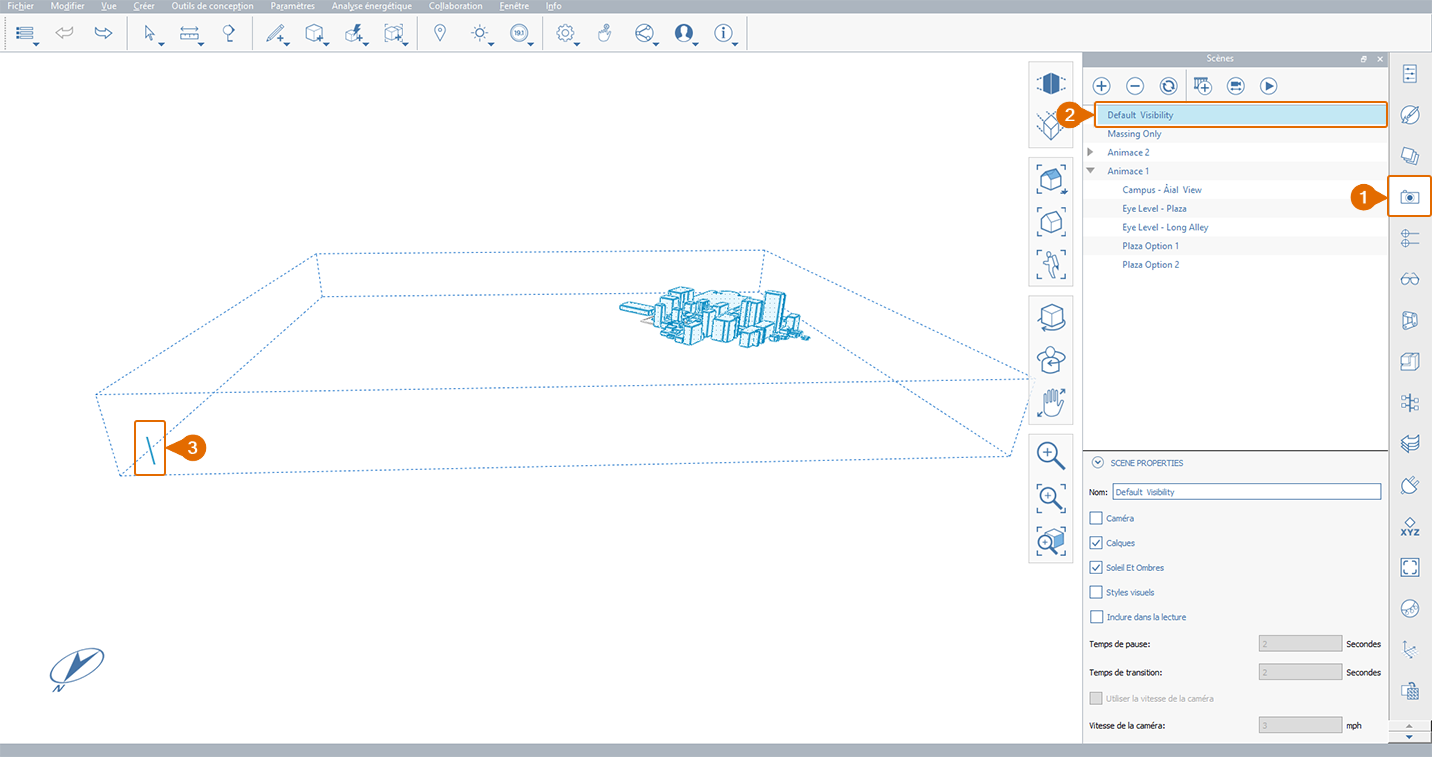 Fichier Modifier Vue Créer Outils de conception Paramètres Analyse énergétique Collaboration Fenêtre Info
19.1
Scènes
2
Default Visibility
Massing Only
Animace 2
Animace 1
1
Campus - Åial View
Eye Level - Plaza
Eye Level - Long Alley
Plaza Option 1
Plaza Option 2
3
SCENE PROPERTIES
Nom: Default Visibility
Caméra
XYZ
Calques
Soleil Et Ombres
Styles visuels
Inclure dans la lecture
Temps de pause: 2 Secondes
Temps de transition: 2 Secondes
N
Utiliser la vitesse de la caméra
Vitesse de la caméra: 3 mph